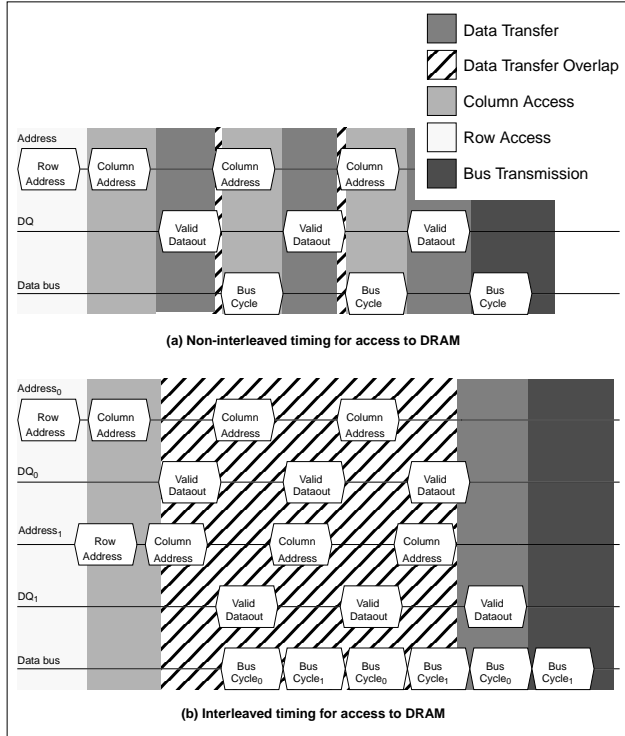 Data Transfer
Data Transfer Overlap
Column Access
Row Access
Bus Transmission
Address
Row
Address
Column
Address
Column
Address
Column
Address
DQ
Valid
Dataout
Valid
Dataout
Valid
Dataout
Data bus
Bus
Cycle
Bus
Cycle
Bus
Cycle
(a) Non-interleaved timing for access to DRAM
Address0
Row
Address
Column
Address
Column
Address
Column
Address
DQ0
Valid
Dataout
Valid
Dataout
Valid
Dataout
Address1
Row
Address
Column
Address
Column
Address
Column
Address
DQ1
Valid
Dataout
Valid
Dataout
Valid
Dataout
Data bus
Bus
Cycle0
Bus
Cycle1
Bus
Cycle0
Bus
Cycle1
Bus
Cycle0
Bus
Cycle1
(b) Interleaved timing for access to DRAM